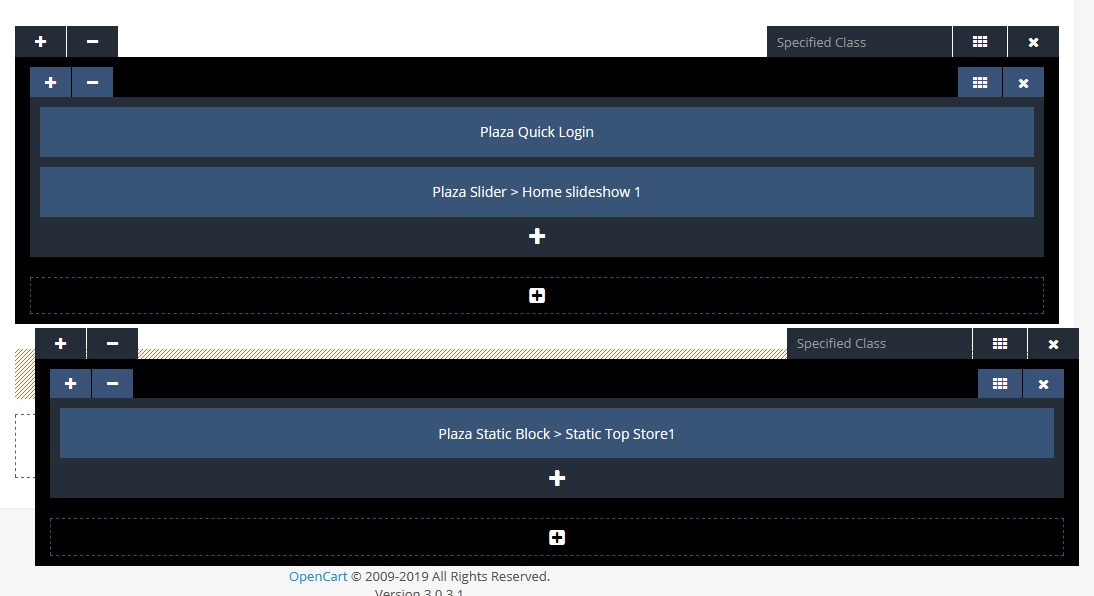 Specified Class
Plaza Quick Login
Plaza Slider > Home slideshow 1
Specified Class
Plaza Static Block > Static Top Store1
OpenCart © 2009-2019 All Rights Reserved.
Version 3.0.3.1